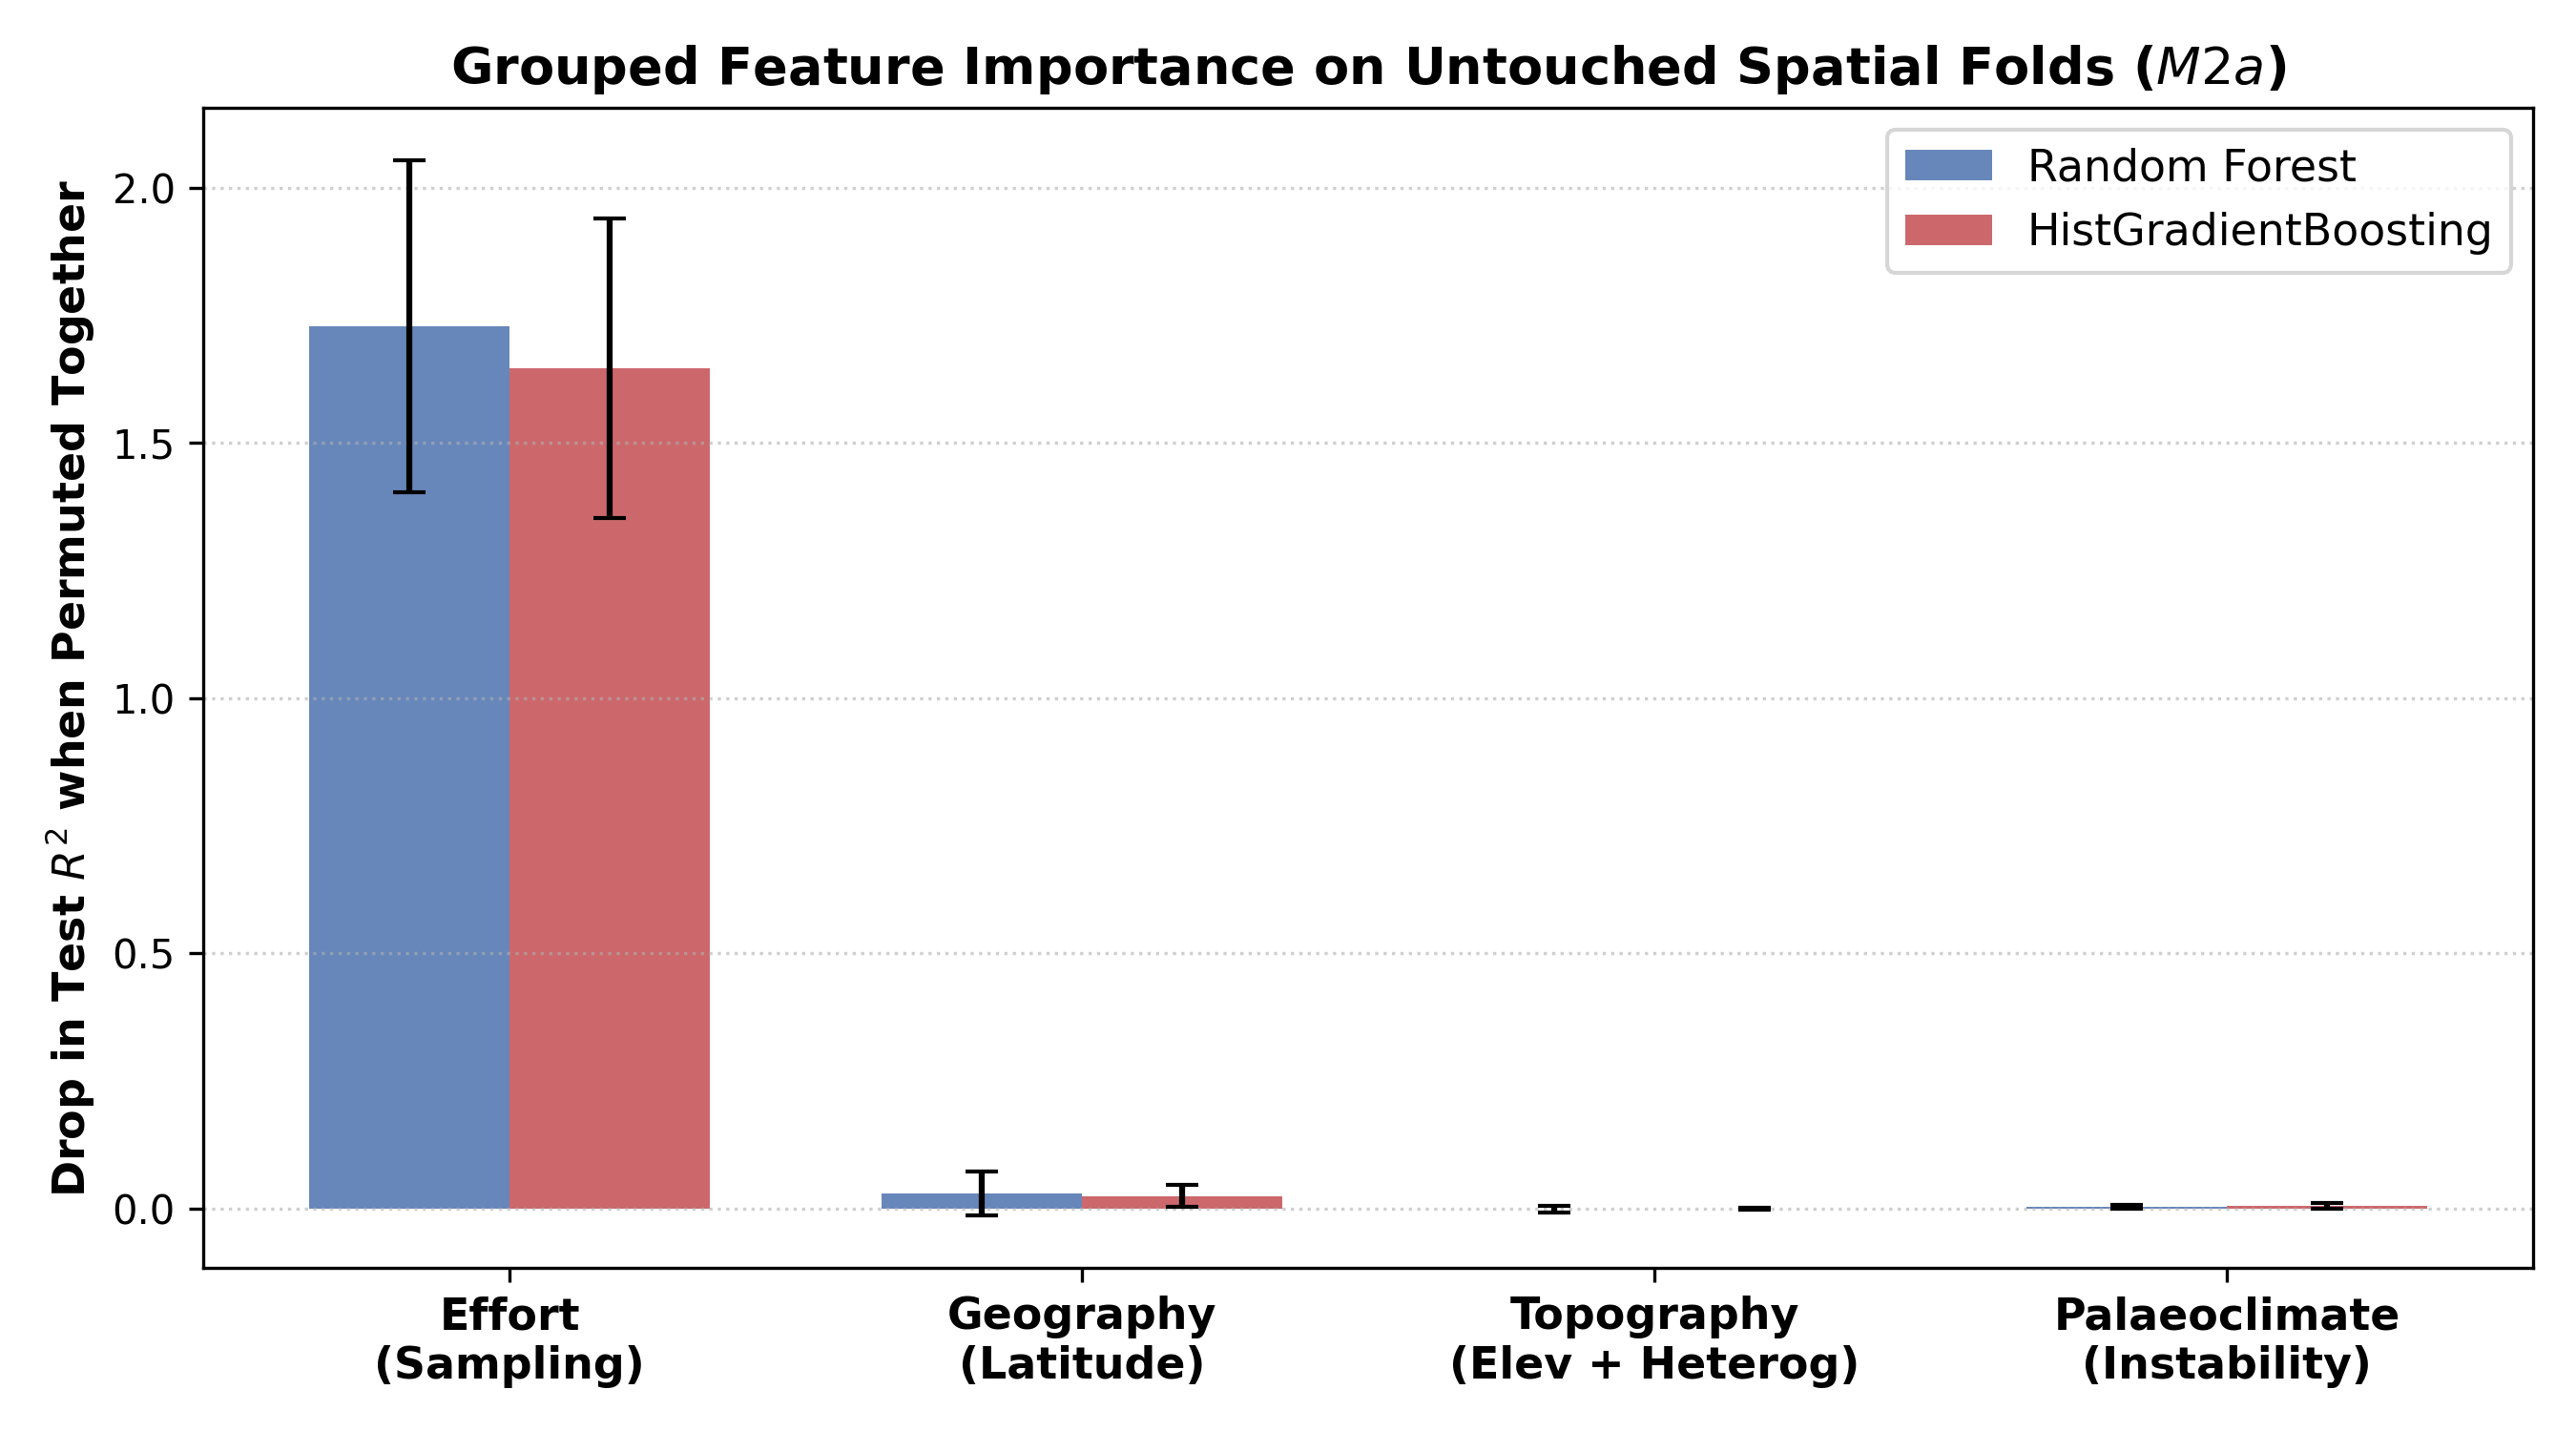 Grouped Feature Importance on Untouched Spatial Folds (M2a)
Random Forest
HistGradientBoosting
Drop in Test R² when Permuted Together
2.0
1.5
1.0
0.5
0.0
Effort
(Sampling)
Geography
(Latitude)
Topography
(Elev + Heterog)
Palaeoclimate
(Instability)